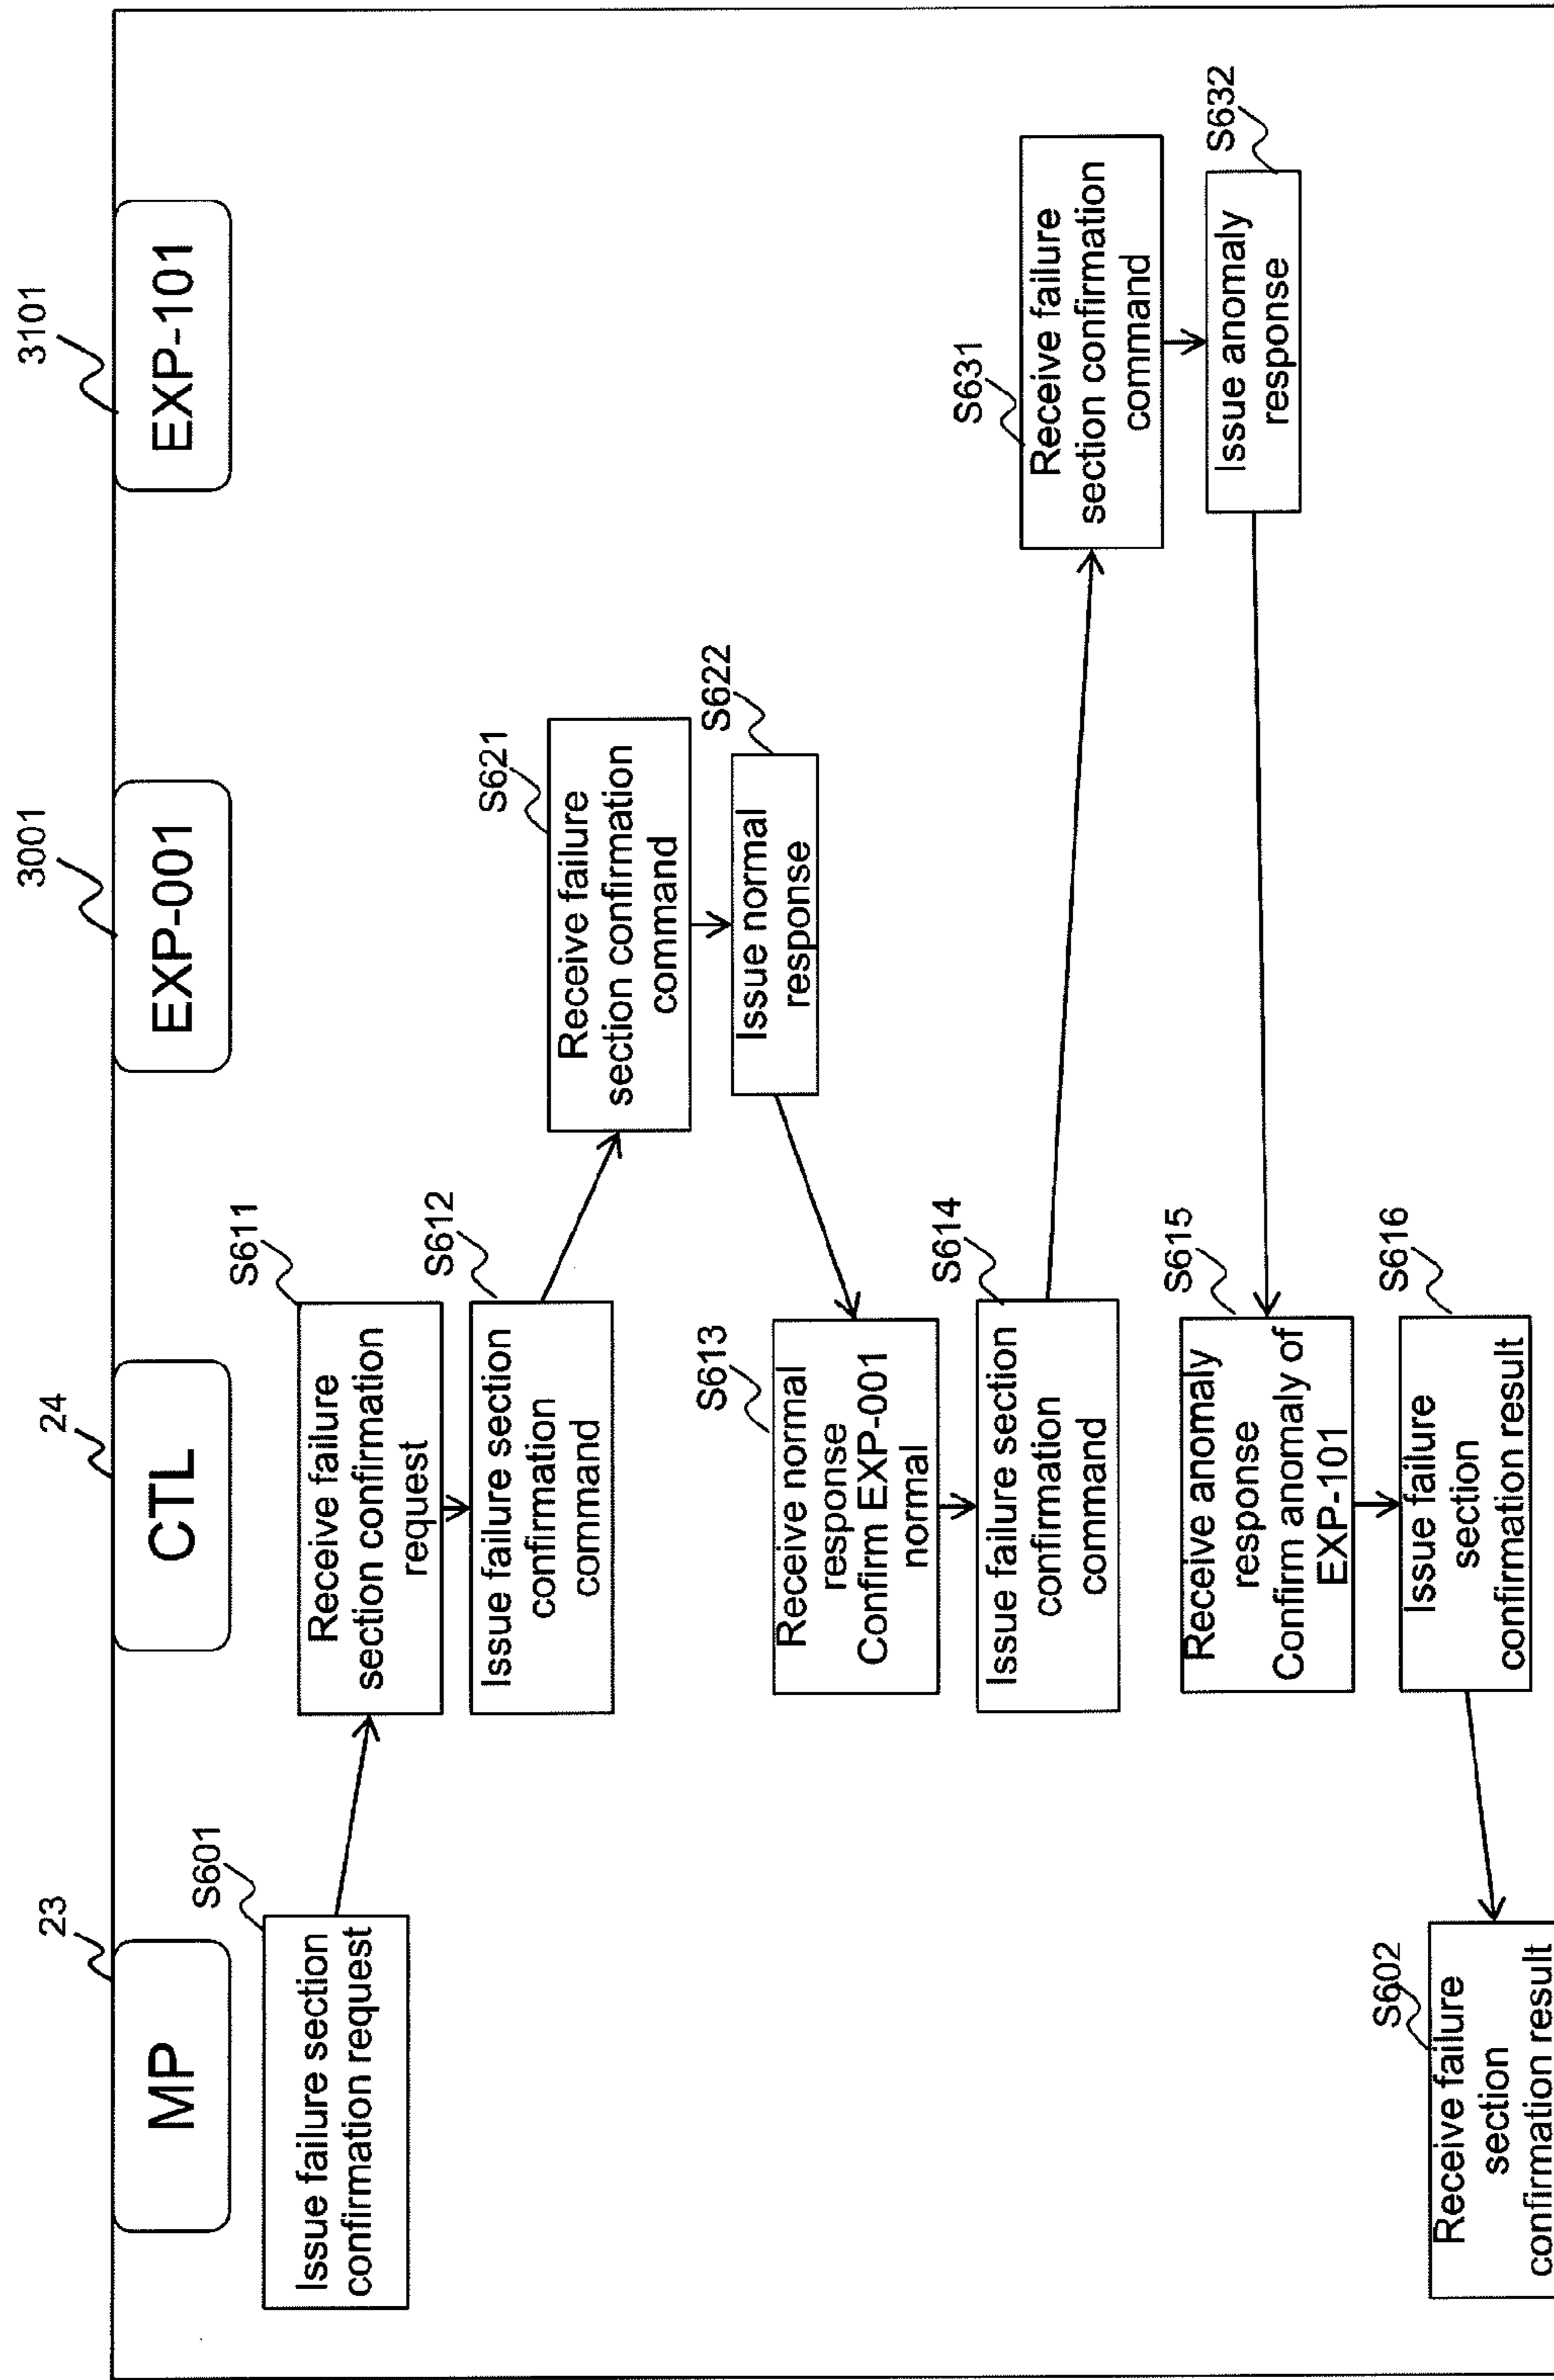 23
24
3001
3101
MP
CTL
EXP-001
EXP-101
S601
Issue failure section
confirmation request
S611
Receive failure
section confirmation
request
S612
Issue failure section
confirmation
command
S621
Receive failure
section confirmation
command
S622
Issue normal
response
S613
Receive normal
response
Confirm EXP-001
normal
S614
Issue failure section
confirmation
command
S631
Receive failure
section confirmation
command
S632
Issue anomaly
response
S615
Receive anomaly
response
Confirm anomaly of
EXP-101
S616
Issue failure
section
confirmation result
S602
Receive failure
section
confirmation result